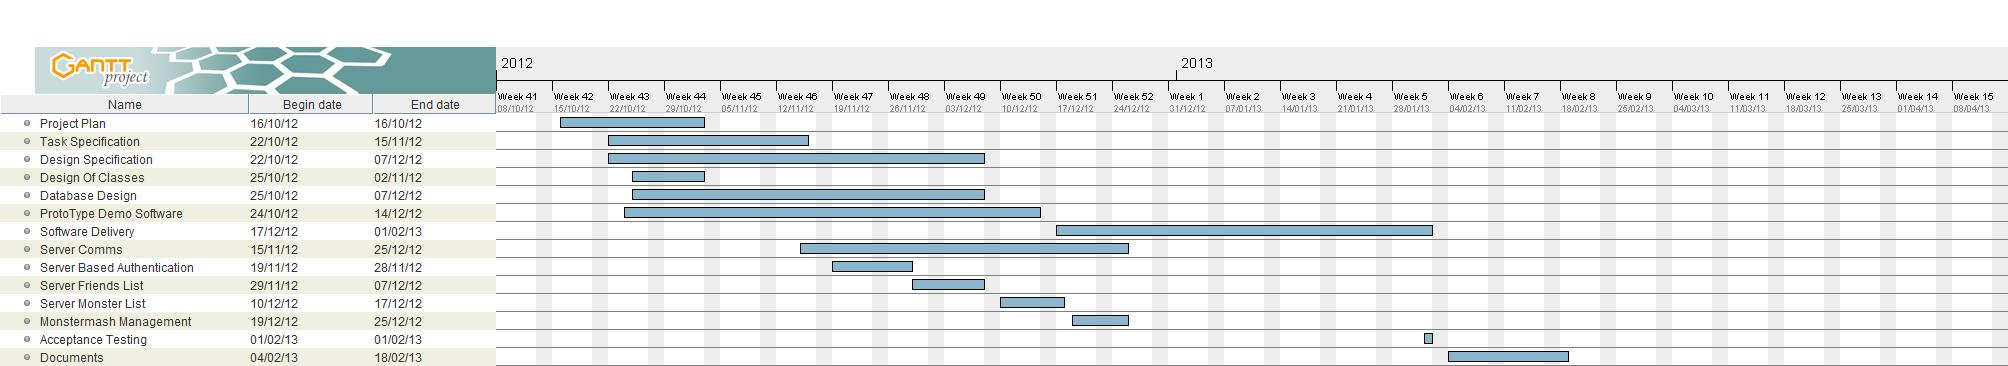 GANTT
project
2012 2013
Name Begin date End date
Week 41 Week 42 Week 43 Week 44 Week 45 Week 46 Week 47 Week 48 Week 49 Week 50 Week 51 Week 52 Week 1 Week 2 Week 3 Week 4 Week 5 Week 6 Week 7 Week 8 Week 9 Week 10 Week 11 Week 12 Week 13 Week 14 Week 15
08/10/12 15/10/12 22/10/12 29/10/12 05/11/12 12/11/12 19/11/12 26/11/12 03/12/12 10/12/12 17/12/12 24/12/12 31/12/12 07/01/13 14/01/13 21/01/13 28/01/13 04/02/13 11/02/13 18/02/13 25/02/13 04/03/13 11/03/13 18/03/13 25/03/13 01/04/13 08/04/13
Project Plan 16/10/12 16/10/12
Task Specification 22/10/12 15/11/12
Design Specification 22/10/12 07/12/12
Design Of Classes 25/10/12 02/11/12
Database Design 25/10/12 07/12/12
ProtoType Demo Software 24/10/12 14/12/12
Software Delivery 17/12/12 01/02/13
Server Comms 15/11/12 25/12/12
Server Based Authentication 19/11/12 28/11/12
Server Friends List 29/11/12 07/12/12
Server Monster List 10/12/12 17/12/12
Monstermash Management 19/12/12 25/12/12
Acceptance Testing 01/02/13 01/02/13
Documents 04/02/13 18/02/13